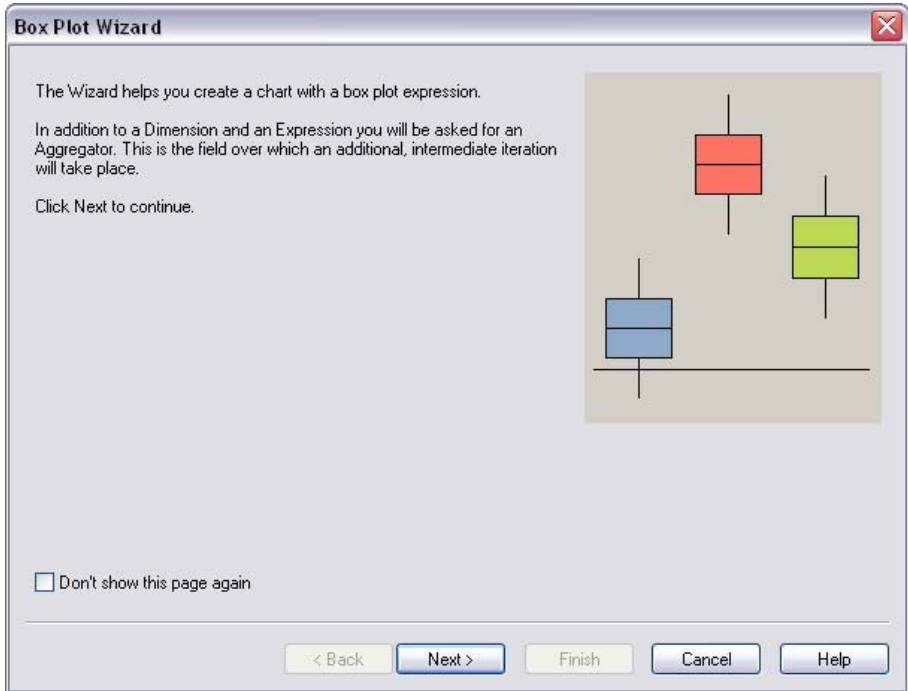 Box Plot Wizard
The Wizard helps you create a chart with a box plot expression.
In addition to a Dimension and an Expression you will be asked for an
Aggregator. This is the field over which an additional, intermediate iteration
will take place.
Click Next to continue.
Don't show this page again
< Back
Next >
Finish
Cancel
Help